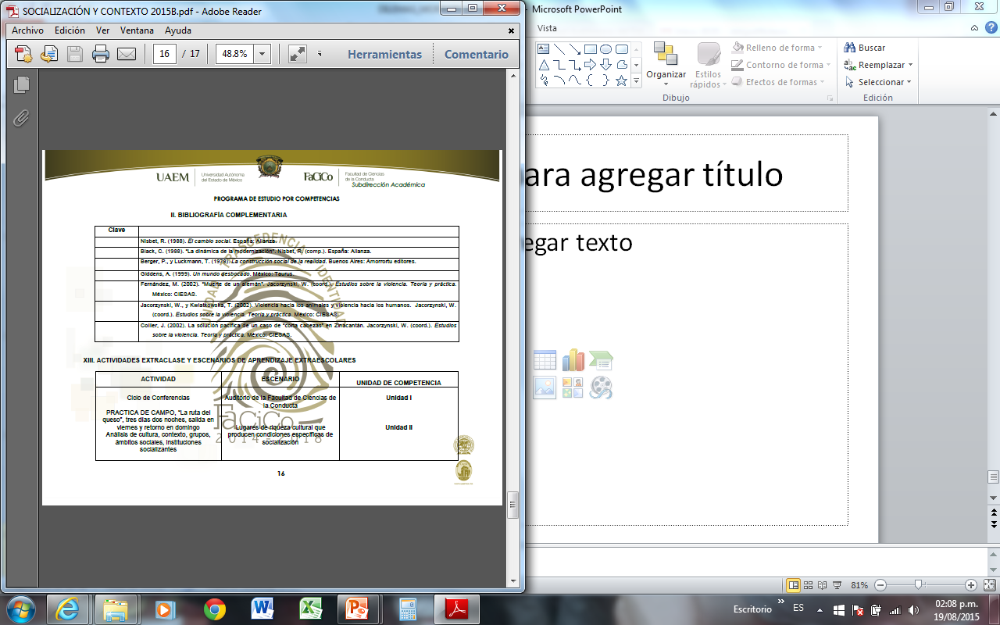 SOCIALIZACIÓN Y CONTEXTO 2015B.pdf - Adobe Reader
Archivo Edición Ver Ventana Ayuda
16 / 17 48.8% Herramientas Comentario
UAEM Universidad Autónoma del Estado de México
FaCiCo Facultad de Ciencias de la Conducta
Subdirección Académica
PROGRAMA DE ESTUDIO POR COMPETENCIAS
II. BIBLIOGRAFÍA COMPLEMENTARIA
Clave
Nisbet, R. (1988). El cambio social. España: Alianza.
Black, C. (1988). "La dinámica de la modernización". Nisbet, R. (comp.). España: Alianza.
Berger, P., y Luckmann, T. (1978). La construcción social de la realidad. Buenos Aires: Amorrortu editores.
Giddens, A. (1999). Un mundo desbocado. México: Taurus.
Fernández, M. (2002). "Muerte de un alemán". Jacorzynski, W. (coord.). Estudios sobre la violencia. Teoría y práctica.
México: CIESAS.
Jacorzynski, W., y Kwiatkowska, T. (2002). Violencia hacia los animales y violencia hacia los humanos. Jacorzynski, W.
(coord.). Estudios sobre la violencia. Teoría y práctica. México: CIESAS.
Collier, J. (2002). La solución pacífica de un caso de "corta cabezas" en Zinacantán. Jacorzynski, W. (coord.). Estudios
sobre la violencia. Teoría y práctica. México: CIESAS.
XIII. ACTIVIDADES EXTRACLASE Y ESCENARIOS DE APRENDIZAJE EXTRAESCOLARES
ACTIVIDAD ESCENARIO UNIDAD DE COMPETENCIA
Ciclo de Conferencias
PRACTICA DE CAMPO, "La ruta del
queso", tres días dos noches, salida en
viernes y retorno en domingo
Análisis de cultura, contexto, grupos,
ámbitos sociales, instituciones
socializantes
Auditorio de la Facultad de Ciencias de
la Conducta
Lugares de riqueza cultural que
producen condiciones específicas de
socialización
Unidad I
Unidad II
UNIDAD TRASCEDENCIA IDENTIDAD
FaCiCo
2014-2018
16
- Microsoft PowerPoint
Vista
Organizar
Estilos
rápidos
Relleno de forma
Contorno de forma
Efectos de formas
Dibujo
Buscar
Reemplazar
Seleccionar
Edición
ara agregar título
egar texto
81%
Escritorio
ES
02:08 p.m.
19/08/2015